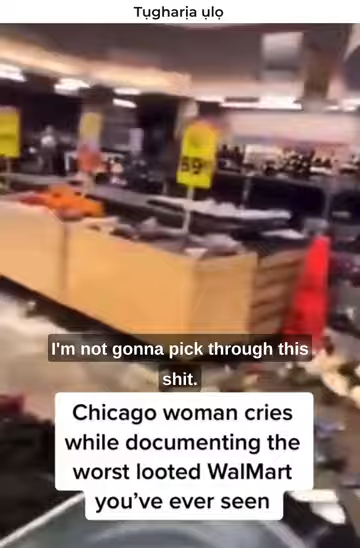 Tụgharịa ụlọ
I'm not gonna pick through this
shit.
Chicago woman cries
while documenting the
worst looted WalMart
you've ever seen